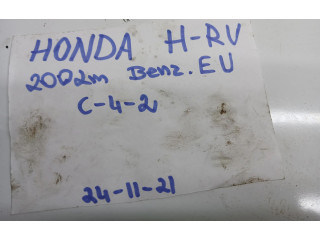 HONDA H-RV
2002m Benz. EU
C-4-2
24-11-21